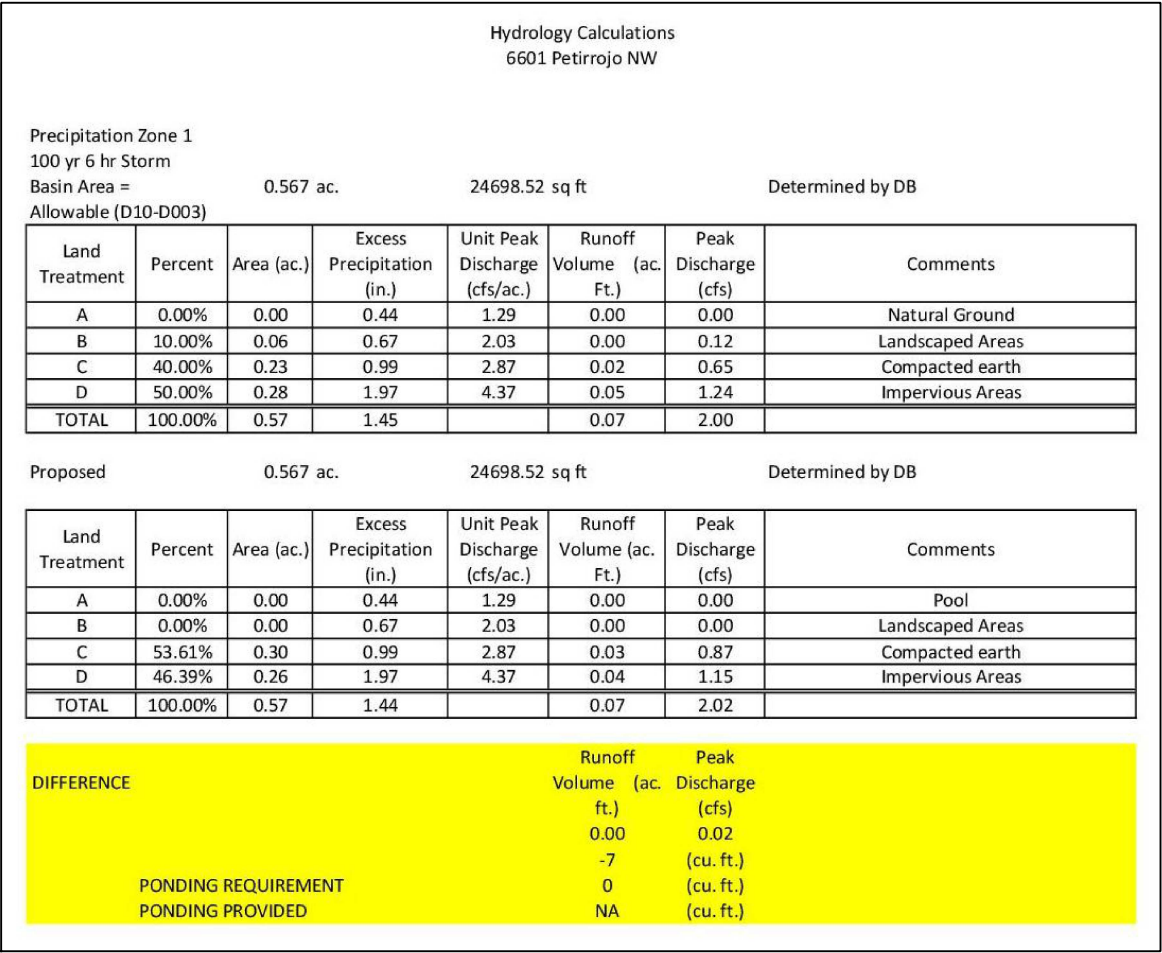 Hydrology Calculations
6601 Petirrojo NW
Precipitation Zone 1
100 yr 6 hr Storm
Basin Area = 0.567 ac. 24698.52 sq ft Determined by DB
Allowable (D10-D003)
Land Treatment Percent Area (ac.) Excess Precipitation (in.) Unit Peak Discharge (cfs/ac.) Runoff Volume (ac. Ft.) Peak Discharge (cfs) Comments
A 0.00% 0.00 0.44 1.29 0.00 0.00 Natural Ground
B 10.00% 0.06 0.67 2.03 0.00 0.12 Landscaped Areas
C 40.00% 0.23 0.99 2.87 0.02 0.65 Compacted earth
D 50.00% 0.28 1.97 4.37 0.05 1.24 Impervious Areas
TOTAL 100.00% 0.57 1.45 0.07 2.00
Proposed 0.567 ac. 24698.52 sq ft Determined by DB
Land Treatment Percent Area (ac.) Excess Precipitation (in.) Unit Peak Discharge (cfs/ac.) Runoff Volume (ac. Ft.) Peak Discharge (cfs) Comments
A 0.00% 0.00 0.44 1.29 0.00 0.00 Pool
B 0.00% 0.00 0.67 2.03 0.00 0.00 Landscaped Areas
C 53.61% 0.30 0.99 2.87 0.03 0.87 Compacted earth
D 46.39% 0.26 1.97 4.37 0.04 1.15 Impervious Areas
TOTAL 100.00% 0.57 1.44 0.07 2.02
DIFFERENCE Runoff Volume (ac. ft.) Peak Discharge (cfs)
0.00 0.02
-7 (cu. ft.)
PONDING REQUIREMENT 0 (cu. ft.)
PONDING PROVIDED NA (cu. ft.)